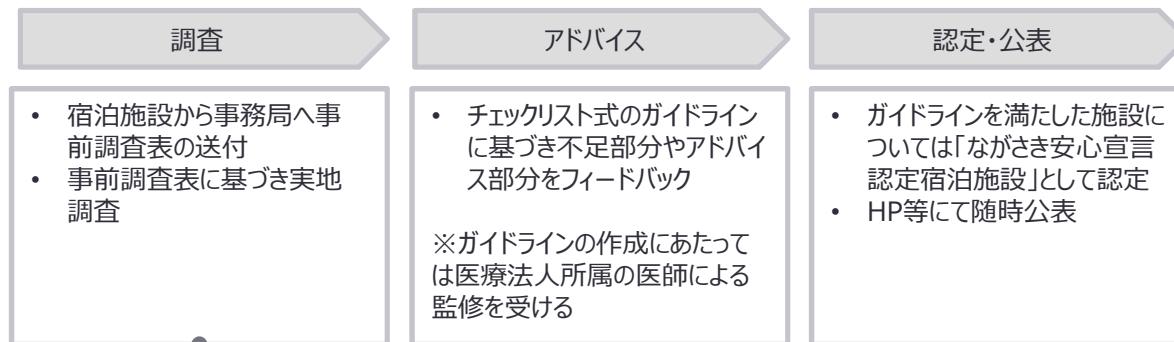 調査
アドバイス
認定・公表
• 宿泊施設から事務局へ事
前調査表の送付
• 事前調査表に基づき実地
調査
• チェックリスト式のガイドライン
に基づき不足部分やアドバイ
ス部分をフィードバック
※ガイドラインの作成にあたって
は医療法人所属の医師による
監修を受ける
• ガイドラインを満たした施設に
ついては「ながさき安心宣言
認定宿泊施設」として認定
• HP等にて随時公表